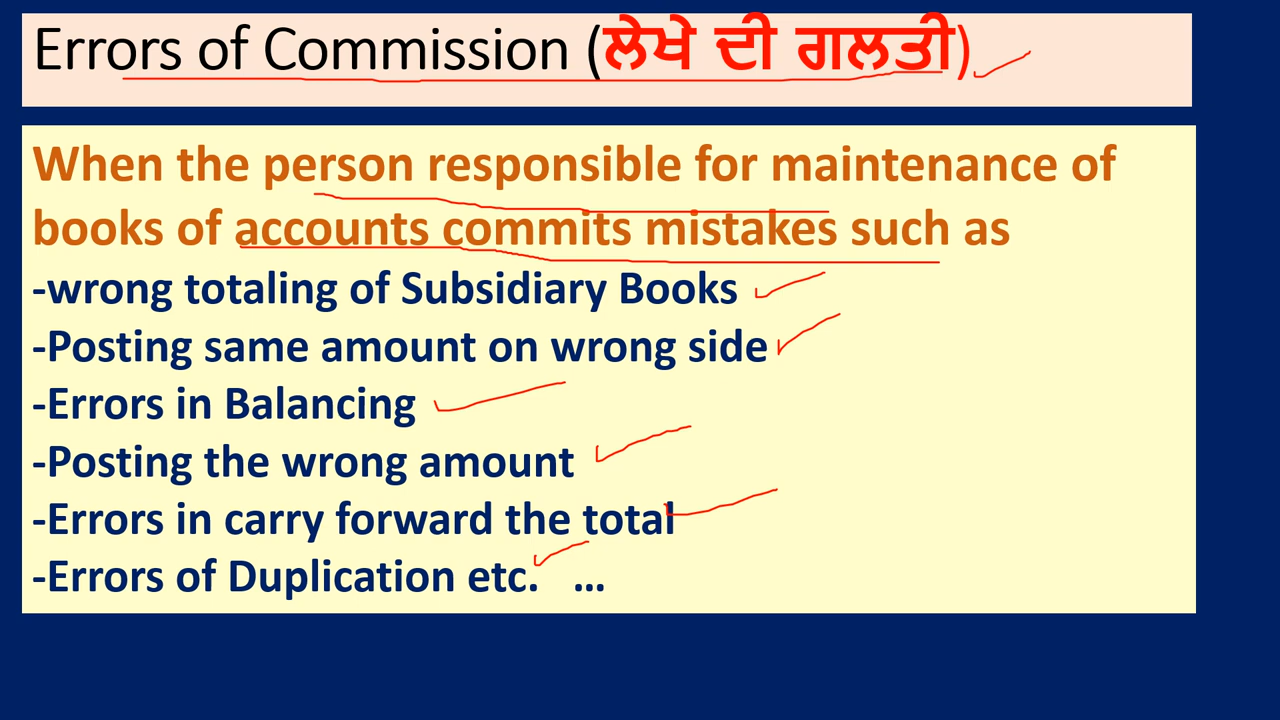 Errors of Commission (ਲੇਖੇ ਦੀ ਗਲਤੀ)
When the person responsible for maintenance of
books of accounts commits mistakes such as
-wrong totaling of Subsidiary Books
-Posting same amount on wrong side
-Errors in Balancing
-Posting the wrong amount
-Errors in carry forward the total
-Errors of Duplication etc. ...